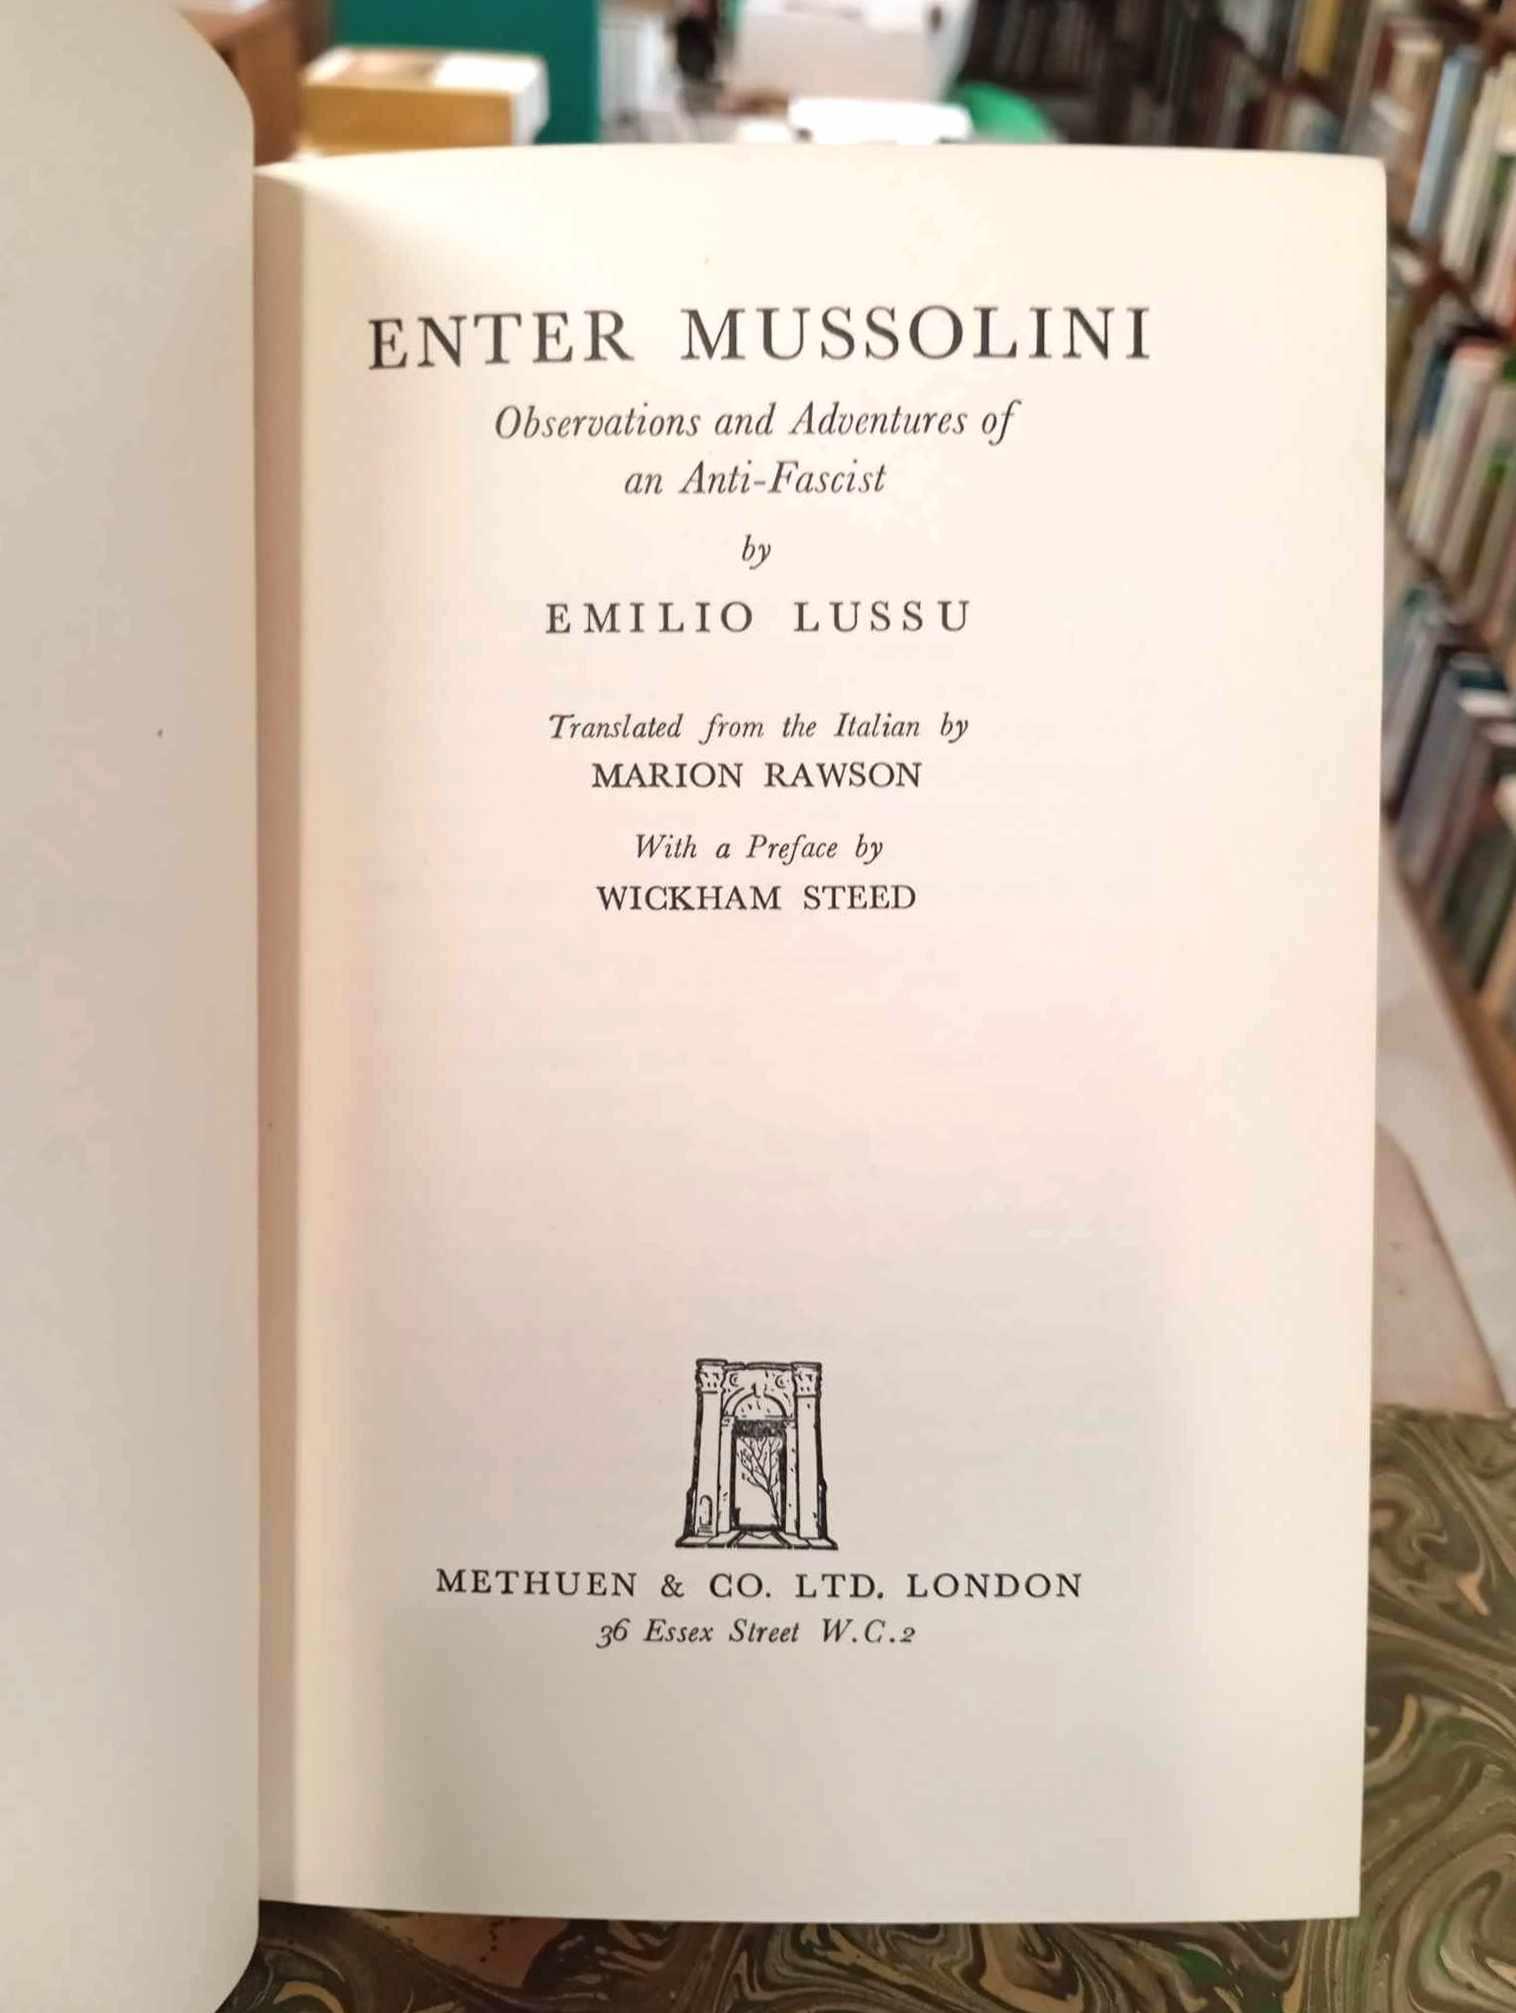 ENTER MUSSOLINI
Observations and Adventures of
an Anti-Fascist
by
EMILIO LUSSU
Translated from the Italian by
MARION RAWSON
With a Preface by
WICKHAM STEED
METHUEN & CO. LTD. LONDON
36 Essex Street W.C.2